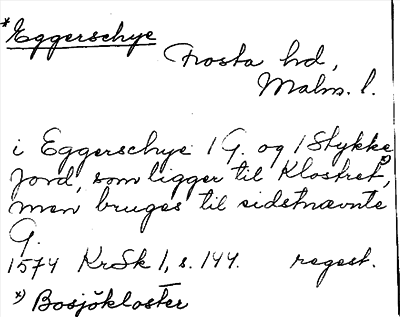 *Eggerschye
Frosta hd,
Malm. l.
i Eggerschye 1 G. og 1 Stykke
Jord, som ligger til Klostret*),
men bruges til sidstnævnte
G.
1574 KrSk 1, s. 144. regest.
*) Bosjökloster